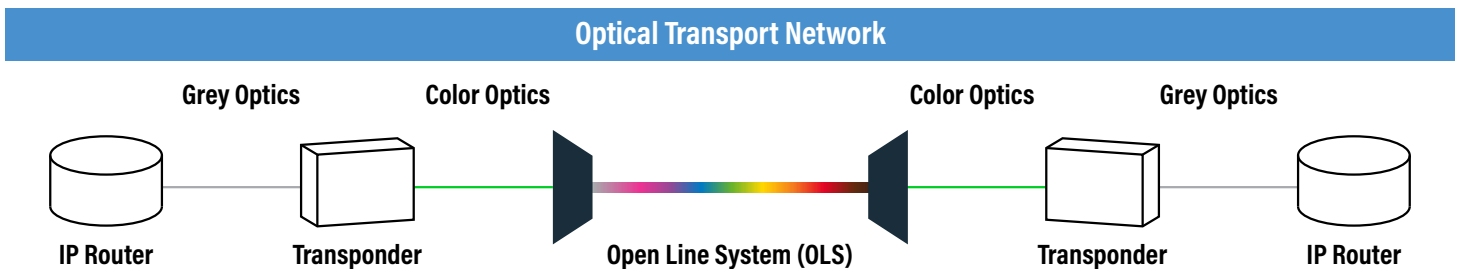 Optical Transport Network
Grey Optics
Color Optics
Color Optics
Grey Optics
IP Router
Transponder
Open Line System (OLS)
Transponder
IP Router